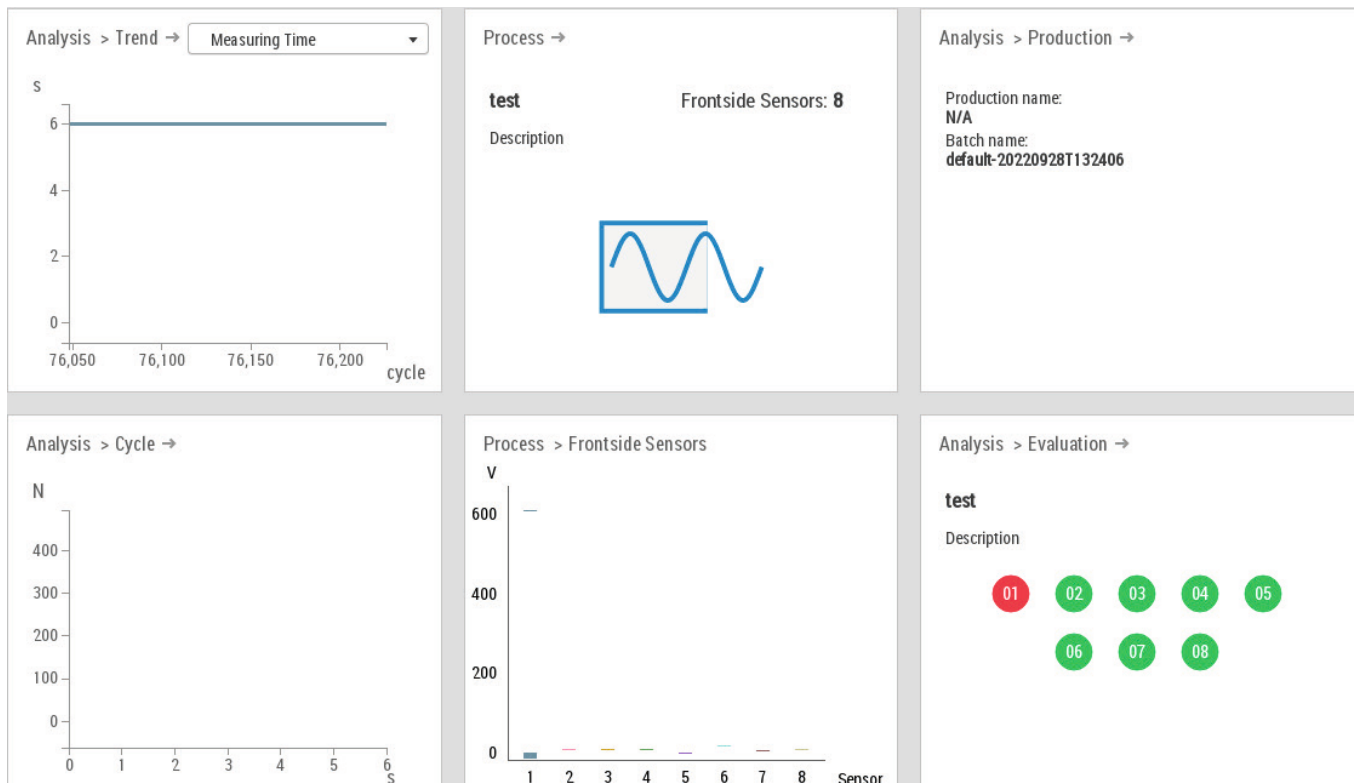 Analysis > Trend → Measuring Time
s
6
4
2
0
76,050 76,100 76,150 76,200
cycle
Process →
test Frontside Sensors: 8
Description
Analysis > Production →
Production name:
N/A
Batch name:
default-20220928T132406
Analysis > Cycle →
N
400
300
200
100
0
0 1 2 3 4 5 6
s
Process > Frontside Sensors
V
600
400
200
0
1 2 3 4 5 6 7 8 Sensor
Analysis > Evaluation →
test
Description
01 02 03 04 05
06 07 08